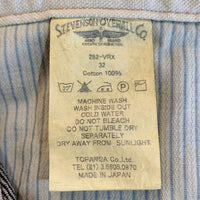 STEVENSON OVERALL CO.
262-VRX
32
Cotton 100%
MACHINE WASH
WASH INSIDE OUT
COLD WATER
DO NOT BLEACH
DO NOT TUMBLE DRY
SEPARATELY
DRY AWAY FROM SUNLIGHT
TOPANGA Co.,Ltd.
MADE IN JAPAN